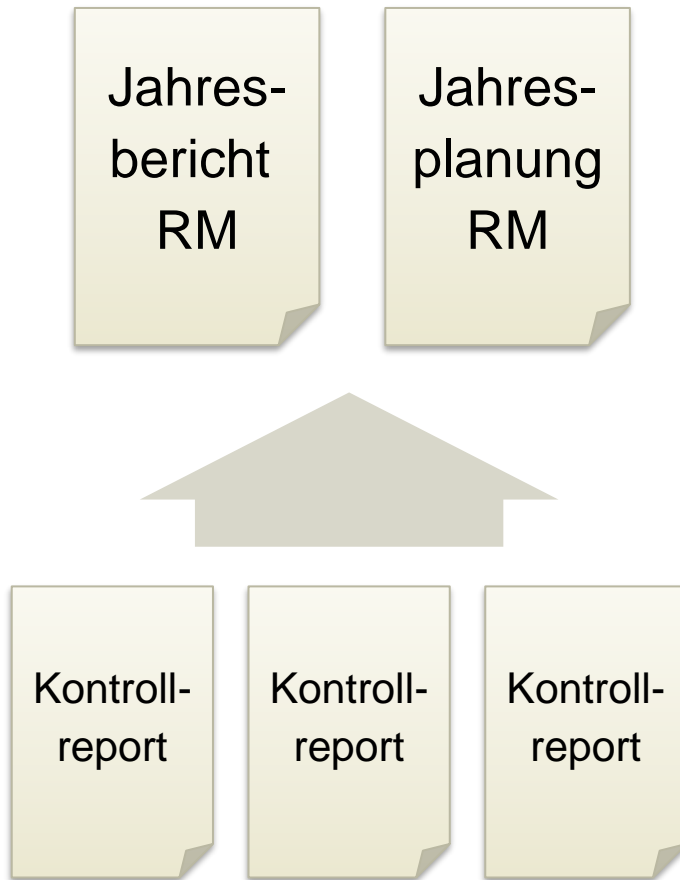 Jahres-
bericht
RM
Jahres-
planung
RM
Kontroll-
report
Kontroll-
report
Kontroll-
report